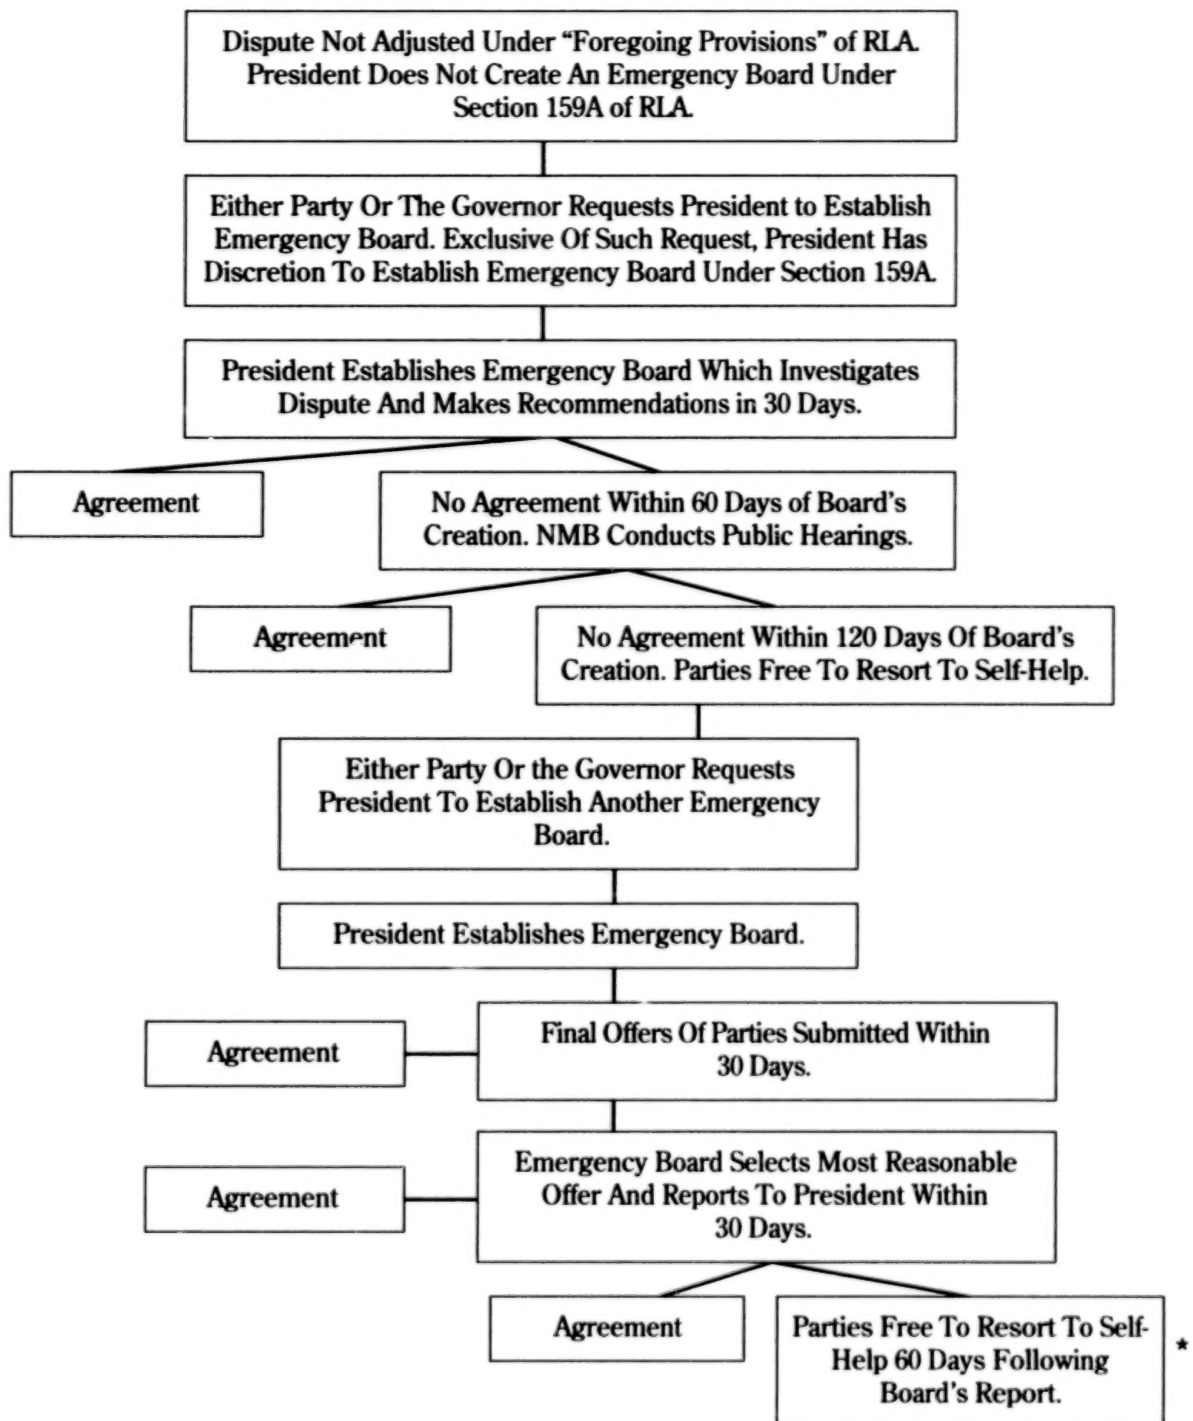 Dispute Not Adjusted Under “Foregoing Provisions” of RLA.
President Does Not Create An Emergency Board Under
Section 159A of RLA.
Either Party Or The Governor Requests President to Establish
Emergency Board. Exclusive Of Such Request, President Has
Discretion To Establish Emergency Board Under Section 159A.
President Establishes Emergency Board Which Investigates
Dispute And Makes Recommendations in 30 Days.
Agreement
No Agreement Within 60 Days of Board’s
Creation. NMB Conducts Public Hearings.
Agreement
No Agreement Within 120 Days Of Board’s
Creation. Parties Free To Resort To Self-Help.
Either Party Or the Governor Requests
President To Establish Another Emergency
Board.
President Establishes Emergency Board.
Agreement
Final Offers Of Parties Submitted Within
30 Days.
Agreement
Emergency Board Selects Most Reasonable
Offer And Reports To President Within
30 Days.
Agreement
Parties Free To Resort To Self-
Help 60 Days Following
Board’s Report.
*